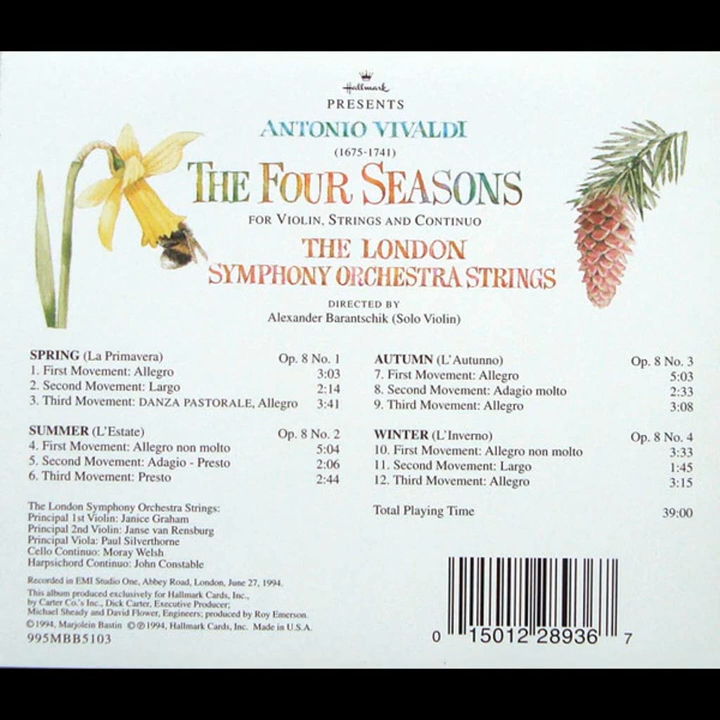 Hallmark
PRESENTS
ANTONIO VIVALDI
(1675-1741)
THE FOUR SEASONS
FOR VIOLIN, STRINGS AND CONTINUO
THE LONDON
SYMPHONY ORCHESTRA STRINGS
DIRECTED BY
Alexander Barantschik (Solo Violin)
SPRING (La Primavera) Op. 8 No. 1
1. First Movement: Allegro 3:03
2. Second Movement: Largo 2:14
3. Third Movement: DANZA PASTORALE, Allegro 3:41
SUMMER (L'Estate) Op. 8 No. 2
4. First Movement: Allegro non molto 5:04
5. Second Movement: Adagio - Presto 2:06
6. Third Movement: Presto 2:44
AUTUMN (L'Autunno) Op. 8 No. 3
7. First Movement: Allegro 5:03
8. Second Movement: Adagio molto 2:33
9. Third Movement: Allegro 3:08
WINTER (L'Inverno) Op. 8 No. 4
10. First Movement: Allegro non molto 3:33
11. Second Movement: Largo 1:45
12. Third Movement: Allegro 3:15
Total Playing Time 39:00
The London Symphony Orchestra Strings:
Principal 1st Violin: Janice Graham
Principal 2nd Violin: Janse van Rensburg
Principal Viola: Paul Silverthorne
Cello Continuo: Moray Welsh
Harpsichord Continuo: John Constable
Recorded in EMI Studio One, Abbey Road, London, June 27, 1994.
This album produced exclusively for Hallmark Cards, Inc.,
by Carter Co.'s Inc., Dick Carter, Executive Producer;
Michael Sheady and David Flower, Engineers; produced by Roy Emerson.
©1994, Marjolein Bastin ©℗1994, Hallmark Cards, Inc. Made in U.S.A.
995MBB5103
0 15012 28936 7